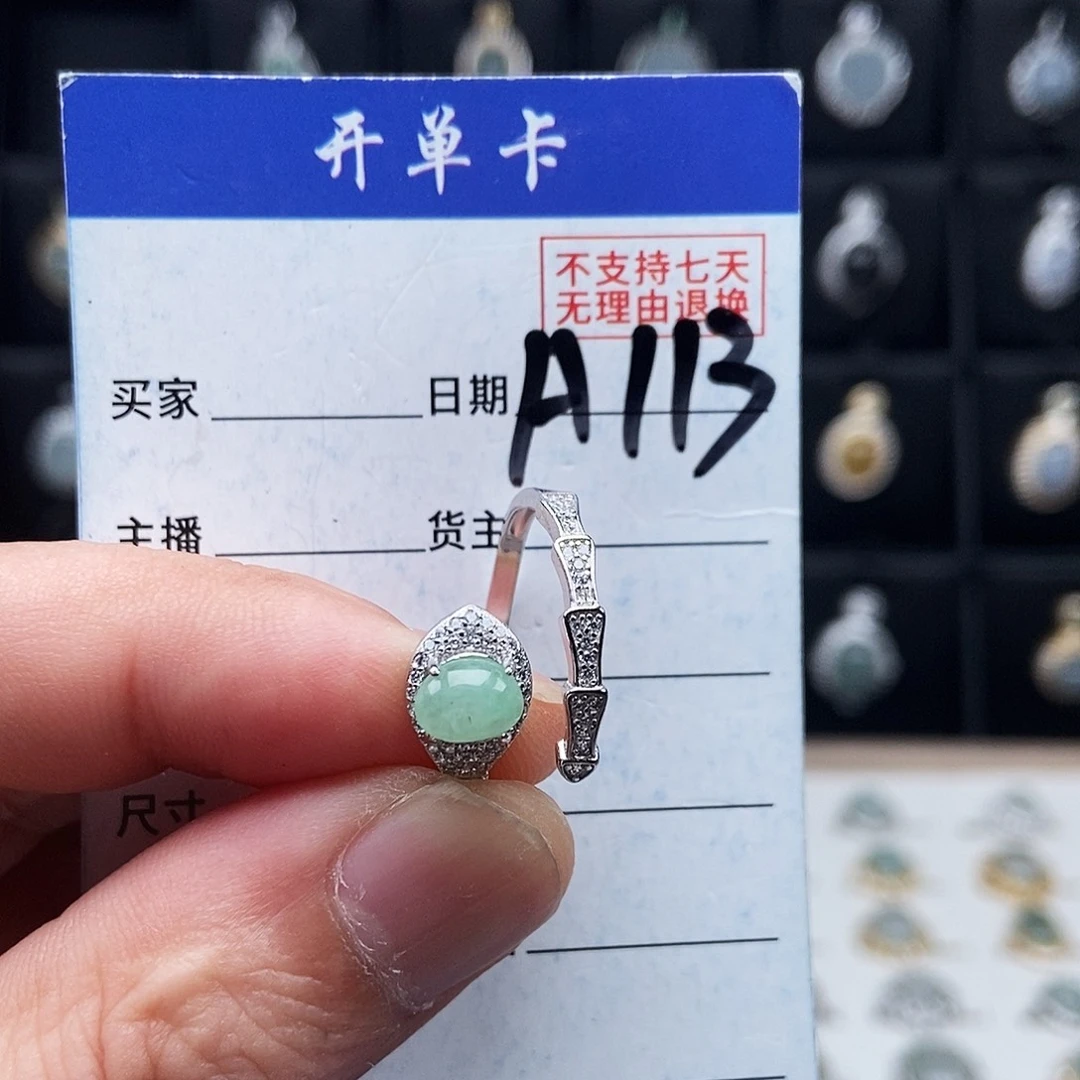 开单卡
不支持七天
无理由退换
买家 日期 A113
主播 货主
尺寸